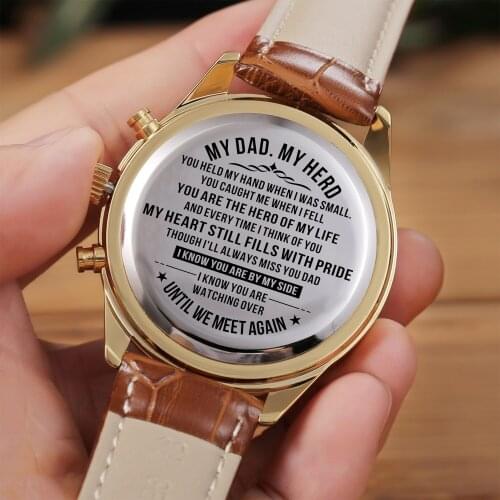 MY DAD, MY HERO
YOU HELD MY HAND WHEN I WAS SMALL.
YOU CAUGHT ME WHEN I FELL
YOU ARE THE HERO OF MY LIFE
AND EVERY TIME I THINK OF YOU
MY HEART STILL FILLS WITH PRIDE
THOUGH I'LL ALWAYS MISS YOU DAD
I KNOW YOU ARE BY MY SIDE
I KNOW YOU ARE
WATCHING OVER
UNTIL WE MEET AGAIN